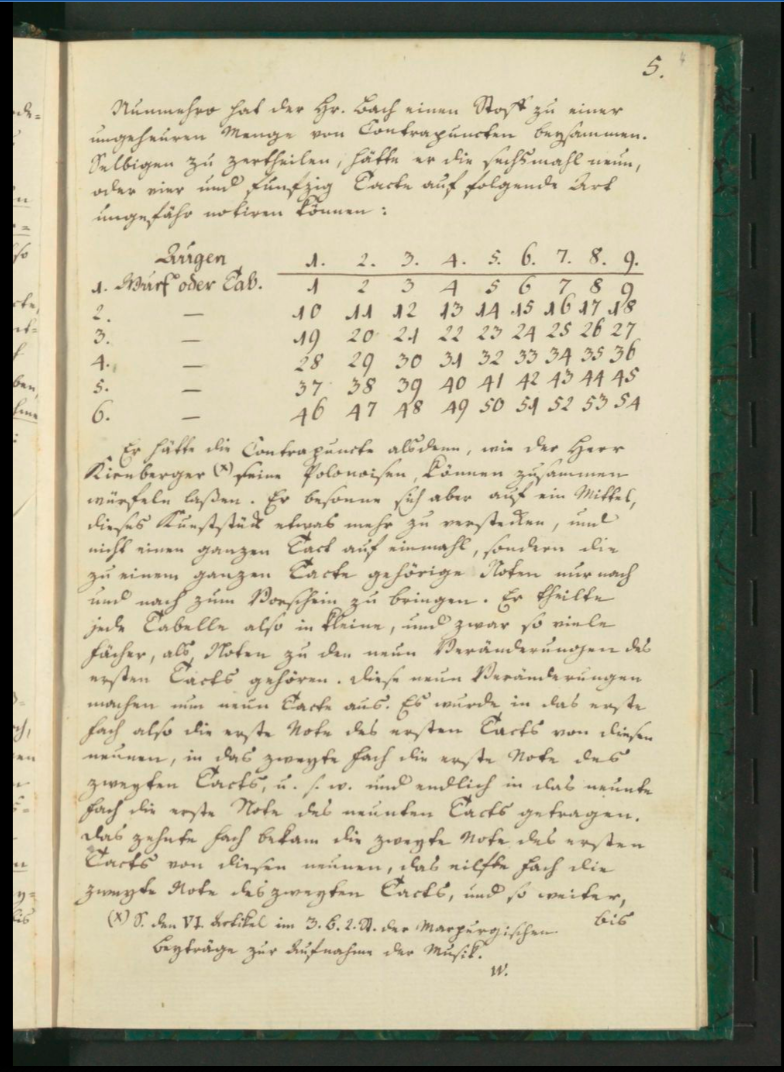 5.
Nunmehro hat der Hr. Bach einen Stoff zu einer
ungeheuren Menge von Contrapuncten beysammen.
Selbigen zu zertheilen, hätte er die sechsmahl neun,
oder vier und funfzig Tacte auf folgende Art
ungefähr notiren können:
Augen 1. 2. 3. 4. 5. 6. 7. 8. 9.
1. Wurf oder Tab. 1 2 3 4 5 6 7 8 9
2. — 10 11 12 13 14 15 16 17 18
3. — 19 20 21 22 23 24 25 26 27
4. — 28 29 30 31 32 33 34 35 36
5. — 37 38 39 40 41 42 43 44 45
6. — 46 47 48 49 50 51 52 53 54
Er hätte die Contrapuncte alsdenn, wie der Herr
Kirnberger (x) seine Polonoisen, können zusammen
würfeln laßen. Er besonne sich aber auf ein Mittel,
dieses Kunststück etwas mehr zu verstecken, und
nicht einen ganzen Tact auf einmahl, sondern die
zu einem ganzen Tacte gehörige Noten nur nach
und nach zum Vorschein zu bringen. Er theilte
jede Tabelle also in kleine, und zwar so viele
Fächer, als Noten zu den neun Veränderungen des
ersten Tacts gehören. Diese neun Veränderungen
machen nun neun Tacte aus. Es wurde in das erste
Fach also die erste Note des ersten Tacts von diesen
neunen, in das zweyte Fach die erste Note des
zweyten Tacts, u. s. w. und endlich in das neunte
Fach die erste Note des neunten Tacts getragen.
Das zehnte Fach bekam die zweyte Note des ersten
Tacts von diesen neunen, das eilfte Fach die
zweyte Note des zweyten Tacts, und so weiter,
bis
(x) S. den VI. Artikel im 3. B. 2. St. der Marpurgischen
Beyträge zur Aufnahme der Musik.
W.